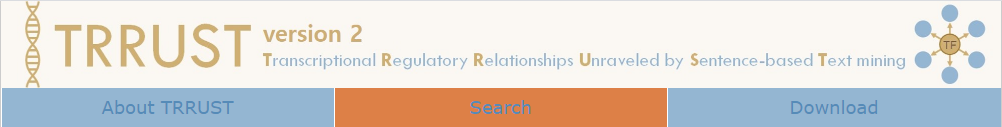 TRRUST version 2
Transcriptional Regulatory Relationships Unraveled by Sentence-based Text mining
TF
About TRRUST Search Download